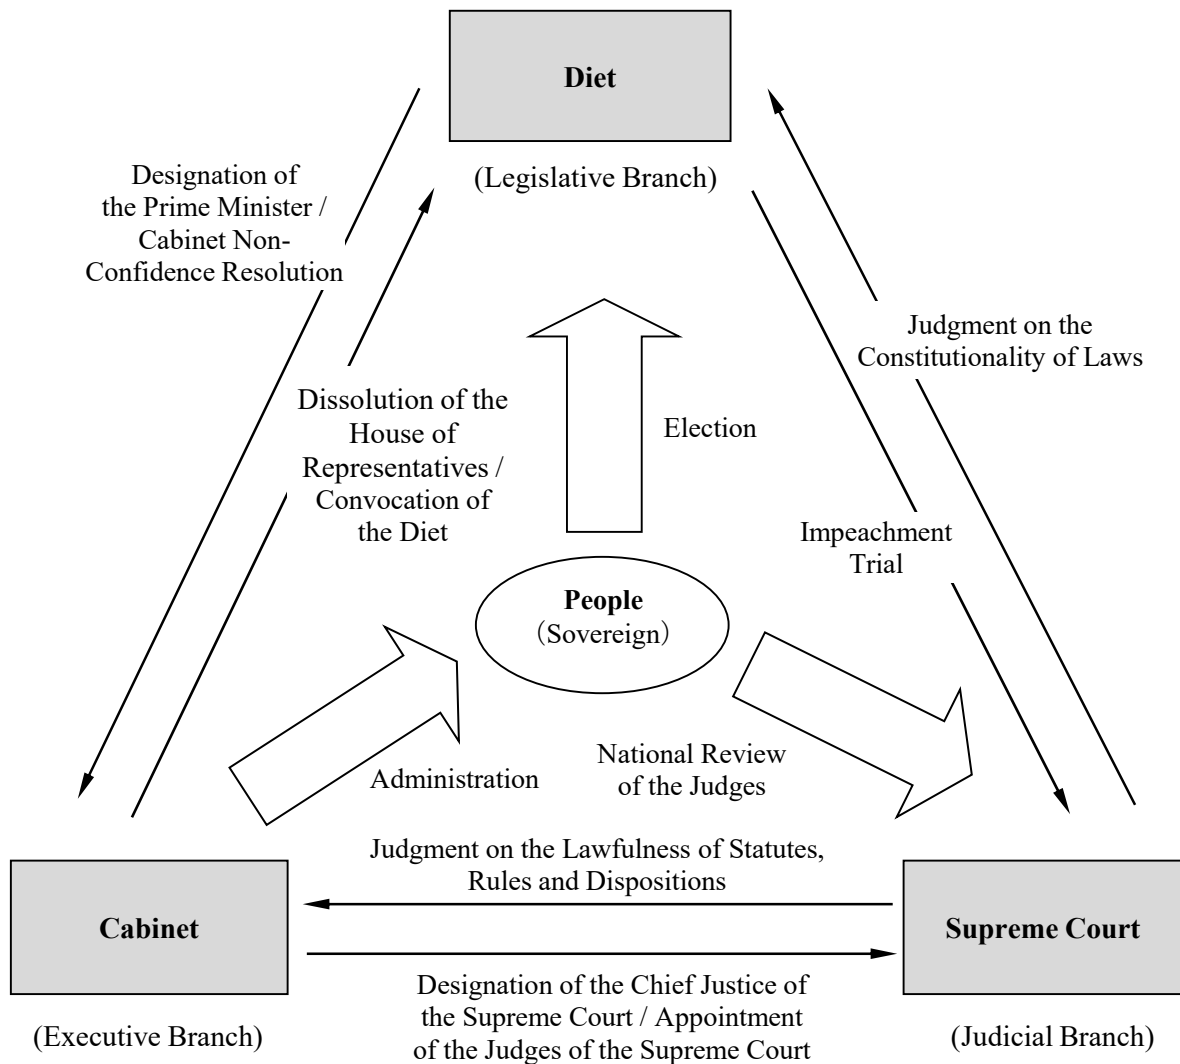 Diet
(Legislative Branch)
Designation of
the Prime Minister /
Cabinet Non-
Confidence Resolution
Judgment on the
Constitutionality of Laws
Dissolution of the
House of
Representatives /
Convocation of
the Diet
Election
Impeachment
Trial
People
（Sovereign）
Administration
National Review
of the Judges
Judgment on the Lawfulness of Statutes,
Rules and Dispositions
Cabinet
(Executive Branch)
Supreme Court
(Judicial Branch)
Designation of the Chief Justice of
the Supreme Court / Appointment
of the Judges of the Supreme Court